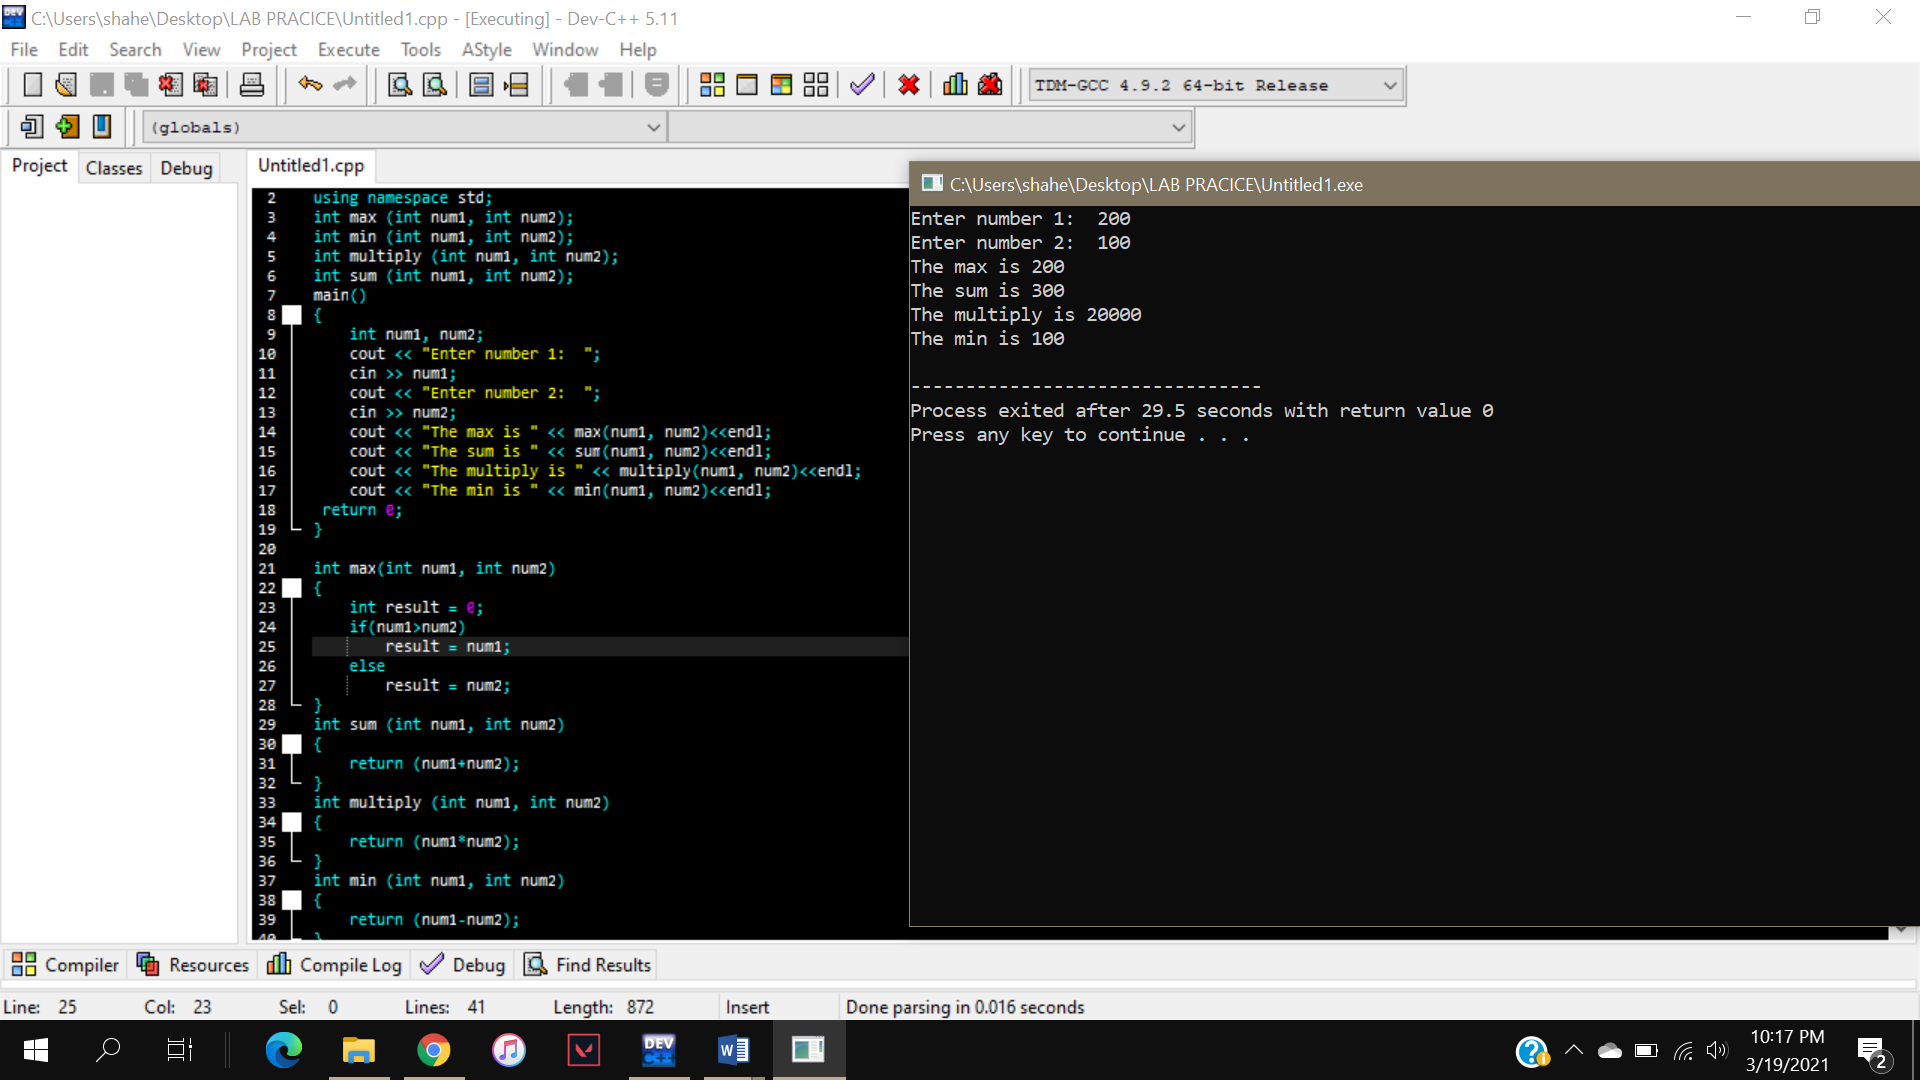 C:\Users\shahe\Desktop\LAB PRACICE\Untitled1.cpp - [Executing] - Dev-C++ 5.11
File Edit Search View Project Execute Tools AStyle Window Help
TDM-GCC 4.9.2 64-bit Release
(globals)
Project Classes Debug
Untitled1.cpp
2 using namespace std;
3 int max (int num1, int num2);
4 int min (int num1, int num2);
5 int multiply (int num1, int num2);
6 int sum (int num1, int num2);
7 main()
8 {
9 int num1, num2;
10 cout << "Enter number 1:  ";
11 cin >> num1;
12 cout << "Enter number 2:  ";
13 cin >> num2;
14 cout << "The max is " << max(num1, num2)<<endl;
15 cout << "The sum is " << sum(num1, num2)<<endl;
16 cout << "The multiply is " << multiply(num1, num2)<<endl;
17 cout << "The min is " << min(num1, num2)<<endl;
18 return 0;
19 }
20
21 int max(int num1, int num2)
22 {
23 int result = 0;
24 if(num1>num2)
25 result = num1;
26 else
27 result = num2;
28 }
29 int sum (int num1, int num2)
30 {
31 return (num1+num2);
32 }
33 int multiply (int num1, int num2)
34 {
35 return (num1*num2);
36 }
37 int min (int num1, int num2)
38 {
39 return (num1-num2);
40 }
C:\Users\shahe\Desktop\LAB PRACICE\Untitled1.exe
Enter number 1:  200
Enter number 2:  100
The max is 200
The sum is 300
The multiply is 20000
The min is 100
--------------------------------
Process exited after 29.5 seconds with return value 0
Press any key to continue . . .
Compiler Resources Compile Log Debug Find Results
Line: 25 Col: 23 Sel: 0 Lines: 41 Length: 872 Insert Done parsing in 0.016 seconds
DEV C++
W
10:17 PM
3/19/2021
2